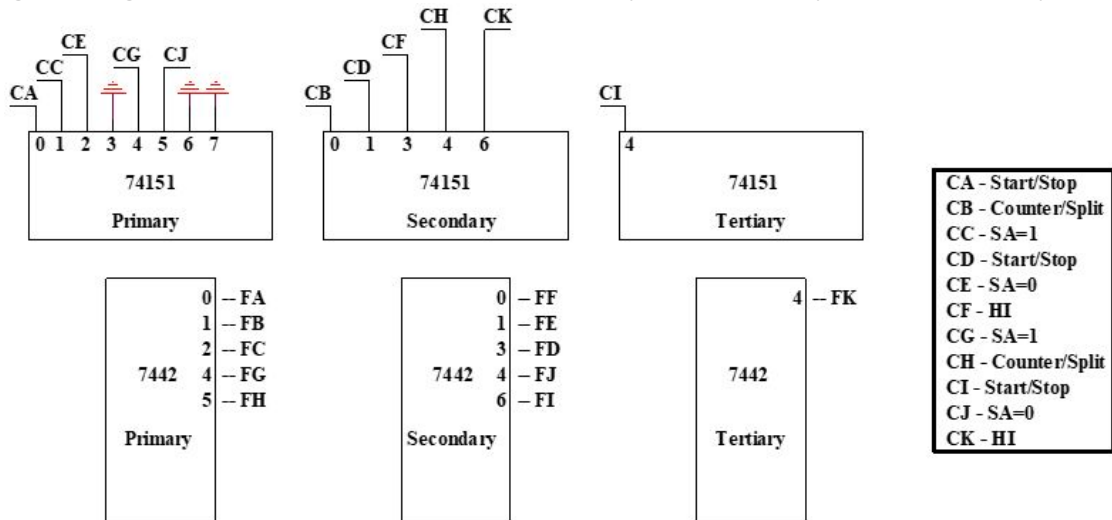 CH CK
CE CF
CG CJ
CC CD
CA CB CI
0 1 2 3 4 5 6 7
74151
Primary
0 1 3 4 6
74151
Secondary
4
74151
Tertiary
CA - Start/Stop
CB - Counter/Split
CC - SA=1
CD - Start/Stop
CE - SA=0
CF - HI
CG - SA=1
CH - Counter/Split
CI - Start/Stop
CJ - SA=0
CK - HI
0 -- FA
1 -- FB
2 -- FC
7442 4 -- FG
5 -- FH
Primary
0 -- FF
1 -- FE
3 -- FD
7442 4 -- FJ
6 -- FI
Secondary
4 -- FK
7442
Tertiary